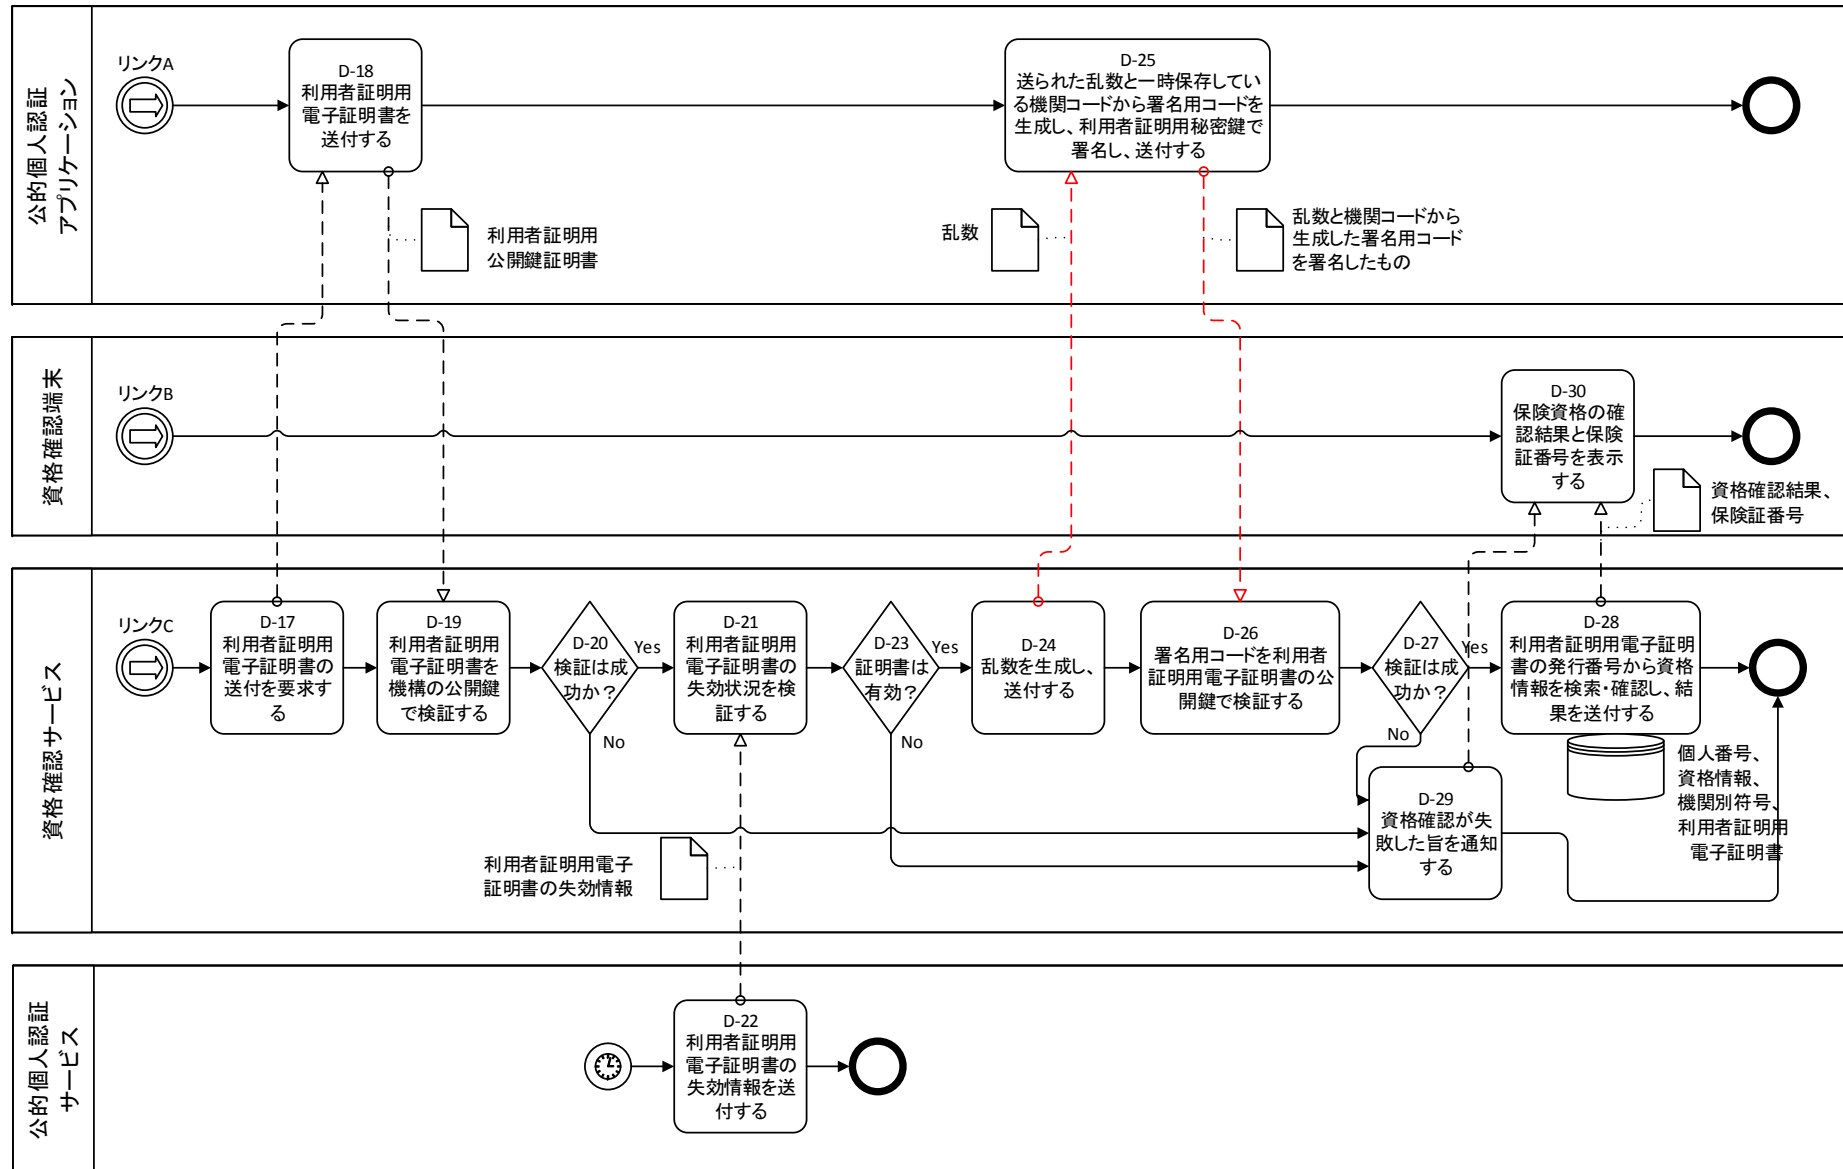 公的個人認証
アプリケーション
リンクA
D-18
利用者証明用
電子証明書を
送付する
利用者証明用
公開鍵証明書
D-25
送られた乱数と一時保存してい
る機関コードから署名用コードを
生成し、利用者証明用秘密鍵で
署名し、送付する
乱数
乱数と機関コードから
生成した署名用コード
を署名したもの
資格確認端末
リンクB
D-30
保険資格の確
認結果と保険
証番号を表示
する
資格確認結果、
保険証番号
資格確認サービス
リンクC
D-17
利用者証明用
電子証明書の
送付を要求す
る
D-19
利用者証明用
電子証明書を
機構の公開鍵
で検証する
D-20
検証は成
功か?
Yes
No
D-21
利用者証明用
電子証明書の
失効状況を検
証する
D-23
証明書は
有効?
Yes
No
D-24
乱数を生成し、
送付する
D-26
署名用コードを利用者
証明用電子証明書の公
開鍵で検証する
D-27
検証は成
功か?
Yes
No
D-28
利用者証明用電子証明
書の発行番号から資格
情報を検索・確認し、結
果を送付する
個人番号、
資格情報、
機関別符号、
利用者証明用
電子証明書
D-29
資格確認が失
敗した旨を通知
する
利用者証明用電子
証明書の失効情報
公的個人認証
サービス
D-22
利用者証明用
電子証明書の
失効情報を送
付する